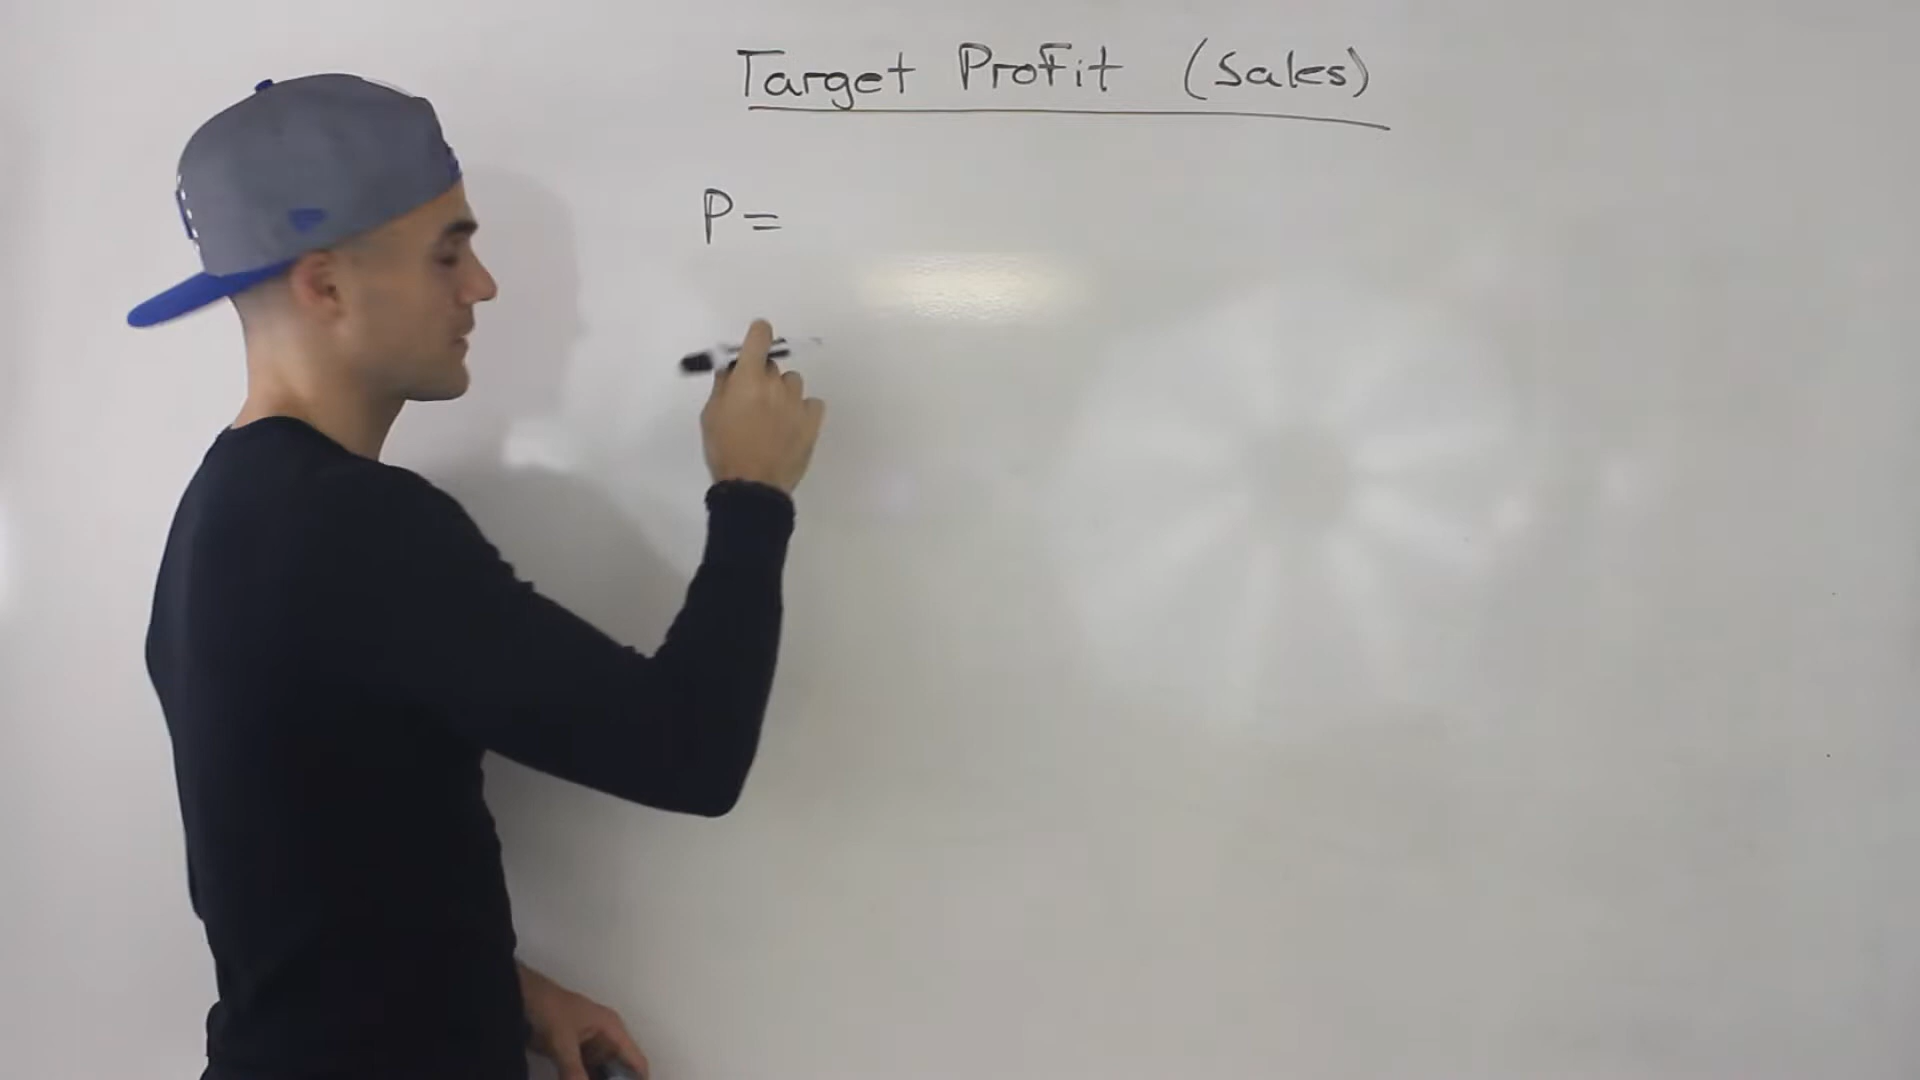 Target Profit (Sales)
P =